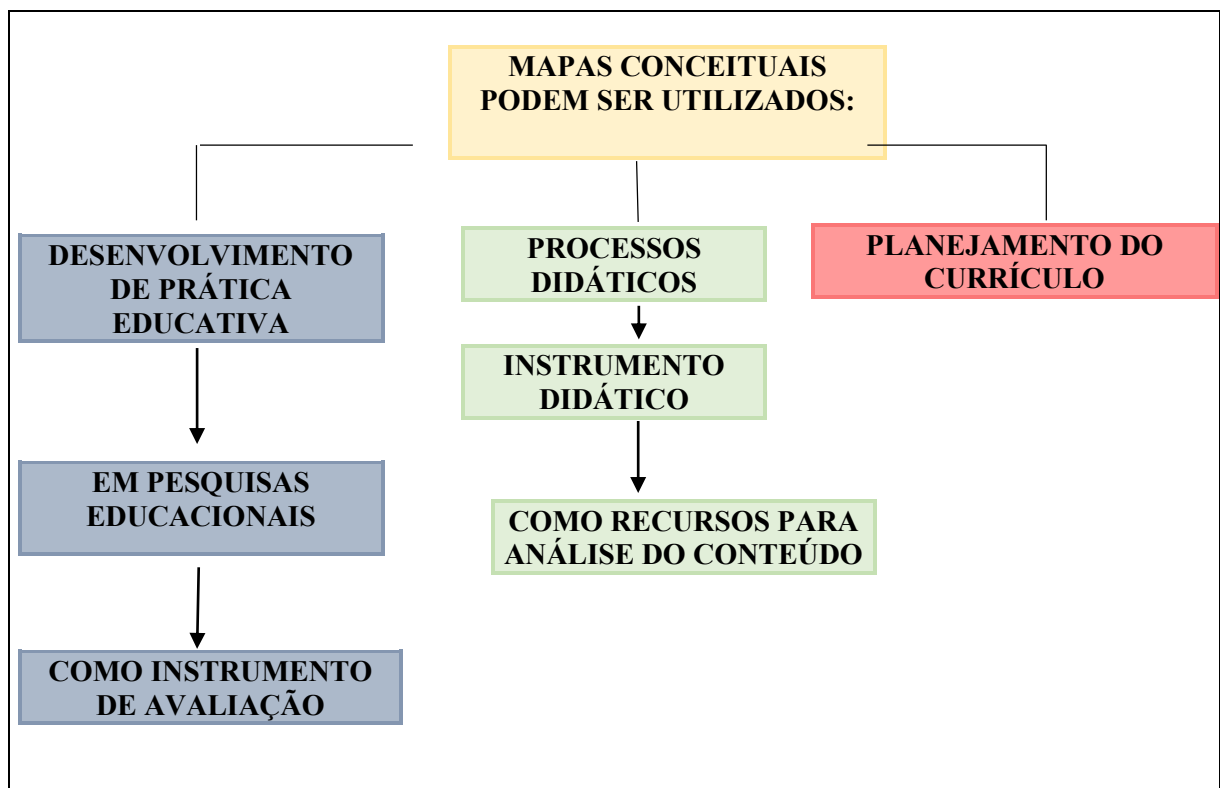 MAPAS CONCEITUAIS
PODEM SER UTILIZADOS:
DESENVOLVIMENTO
DE PRÁTICA
EDUCATIVA
EM PESQUISAS
EDUCACIONAIS
COMO INSTRUMENTO
DE AVALIAÇÃO
PROCESSOS
DIDÁTICOS
INSTRUMENTO
DIDÁTICO
COMO RECURSOS PARA
ANÁLISE DO CONTEÚDO
PLANEJAMENTO DO
CURRÍCULO